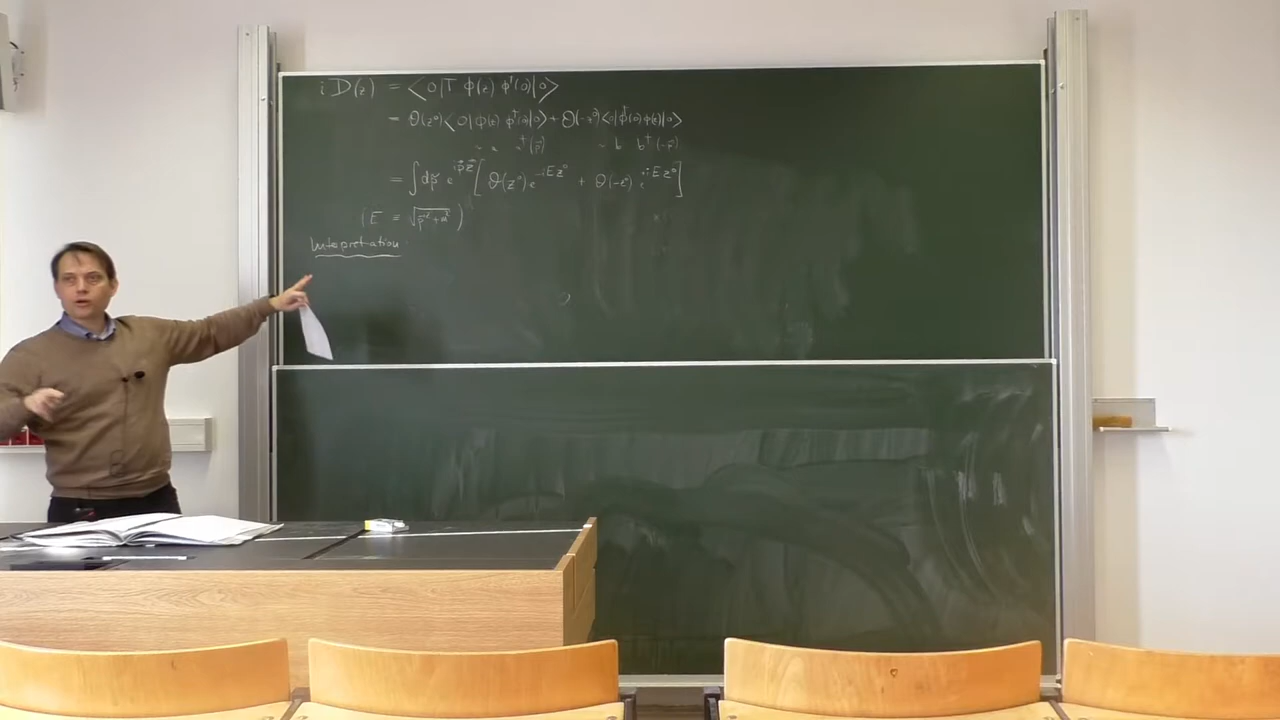 i D(z) = <0|T ϕ(z) ϕ†(0)|0>
= Θ(z⁰)<0|ϕ(z) ϕ†(0)|0> + Θ(-z⁰)<0|ϕ†(0) ϕ(z)|0>
~ a a†(p⃗) ~ b b†(-p⃗)
= ∫ dp̃ e^{ip⃗z⃗} [ Θ(z⁰) e^{-iEz⁰} + Θ(-z⁰) e^{+iEz⁰} ]
(E = √(p⃗²+m²))
Interpretation